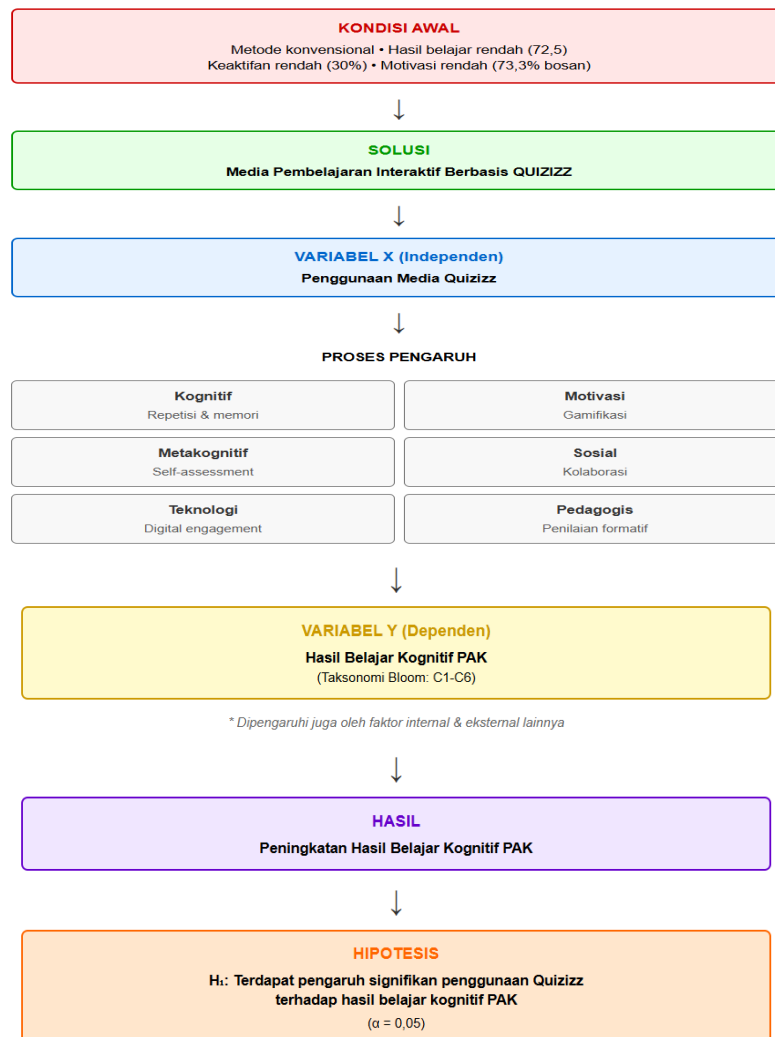 KONDISI AWAL
Metode konvensional • Hasil belajar rendah (72,5)
Keaktifan rendah (30%) • Motivasi rendah (73,3% bosan)
↓
SOLUSI
Media Pembelajaran Interaktif Berbasis QUIZIZZ
↓
VARIABEL X (Independen)
Penggunaan Media Quizizz
↓
PROSES PENGARUH
Kognitif
Repetisi & memori
Motivasi
Gamifikasi
Metakognitif
Self-assessment
Sosial
Kolaborasi
Teknologi
Digital engagement
Pedagogis
Penilaian formatif
↓
VARIABEL Y (Dependen)
Hasil Belajar Kognitif PAK
(Taksonomi Bloom: C1-C6)
* Dipengaruhi juga oleh faktor internal & eksternal lainnya
↓
HASIL
Peningkatan Hasil Belajar Kognitif PAK
↓
HIPOTESIS
H₁: Terdapat pengaruh signifikan penggunaan Quizizz
terhadap hasil belajar kognitif PAK
(α = 0,05)